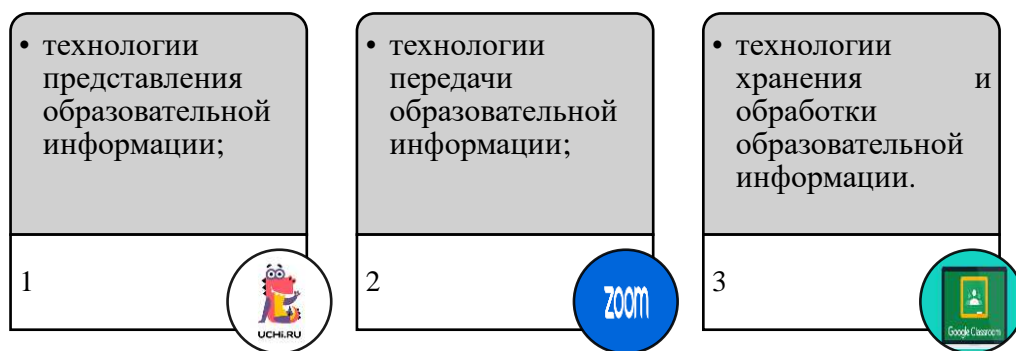 • технологии
представления
образовательной
информации;
1
UCHi.RU
• технологии
передачи
образовательной
информации;
2
zoom
• технологии
хранения и
обработки
образовательной
информации.
3
Google Classroom